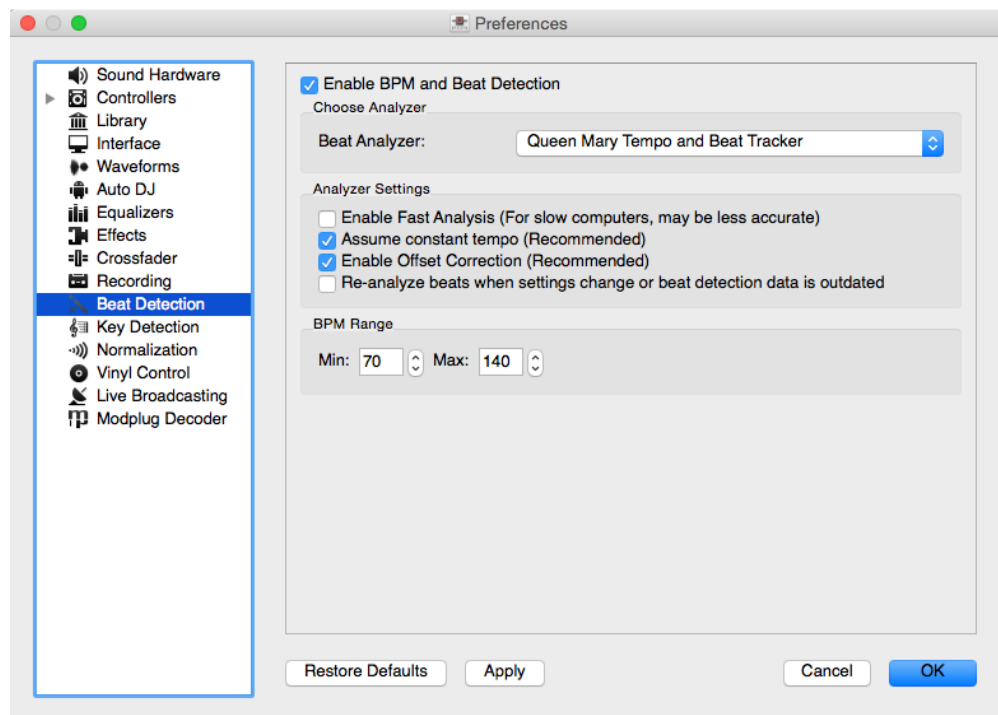 Preferences
Sound Hardware
Controllers
Library
Interface
Waveforms
Auto DJ
Equalizers
Effects
Crossfader
Recording
Beat Detection
Key Detection
Normalization
Vinyl Control
Live Broadcasting
Modplug Decoder
Enable BPM and Beat Detection
Choose Analyzer
Beat Analyzer: Queen Mary Tempo and Beat Tracker
Analyzer Settings
Enable Fast Analysis (For slow computers, may be less accurate)
Assume constant tempo (Recommended)
Enable Offset Correction (Recommended)
Re-analyze beats when settings change or beat detection data is outdated
BPM Range
Min: 70 Max: 140
Restore Defaults Apply Cancel OK